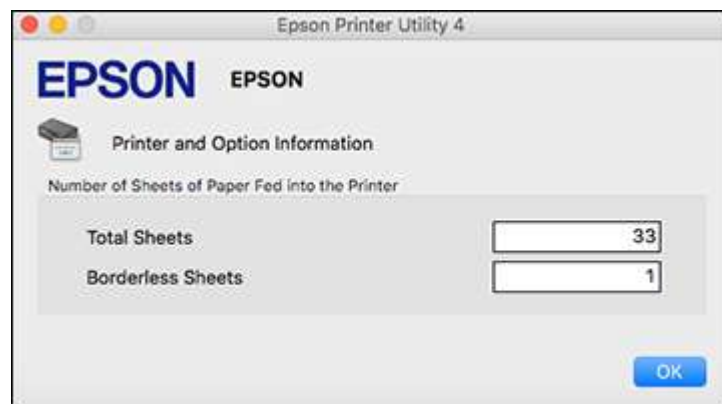 Epson Printer Utility 4
EPSON EPSON
Printer and Option Information
Number of Sheets of Paper Fed into the Printer
Total Sheets 33
Borderless Sheets 1
OK